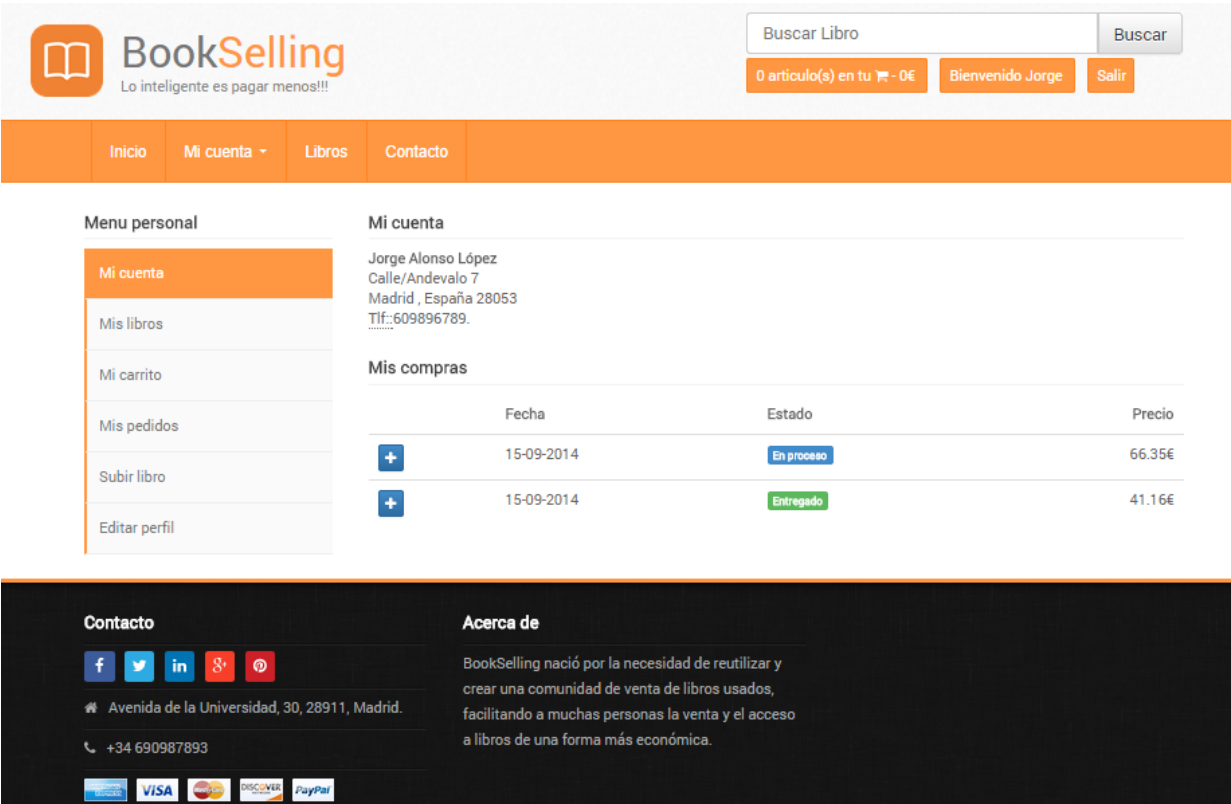 BookSelling
Lo inteligente es pagar menos!!!
Buscar Libro
Buscar
0 articulo(s) en tu - 0€
Bienvenido Jorge
Salir
Inicio
Mi cuenta
Libros
Contacto
Menu personal
Mi cuenta
Mis libros
Mi carrito
Mis pedidos
Subir libro
Editar perfil
Mi cuenta
Jorge Alonso López
Calle/Andevalo 7
Madrid , España 28053
Tlf::609896789.
Mis compras
Fecha Estado Precio
15-09-2014 En proceso 66.35€
15-09-2014 Entregado 41.16€
Contacto
f in 8+
Avenida de la Universidad, 30, 28911, Madrid.
+34 690987893
VISA MasterCard DISCOVER PayPal
Acerca de
BookSelling nació por la necesidad de reutilizar y
crear una comunidad de venta de libros usados,
facilitando a muchas personas la venta y el acceso
a libros de una forma más económica.